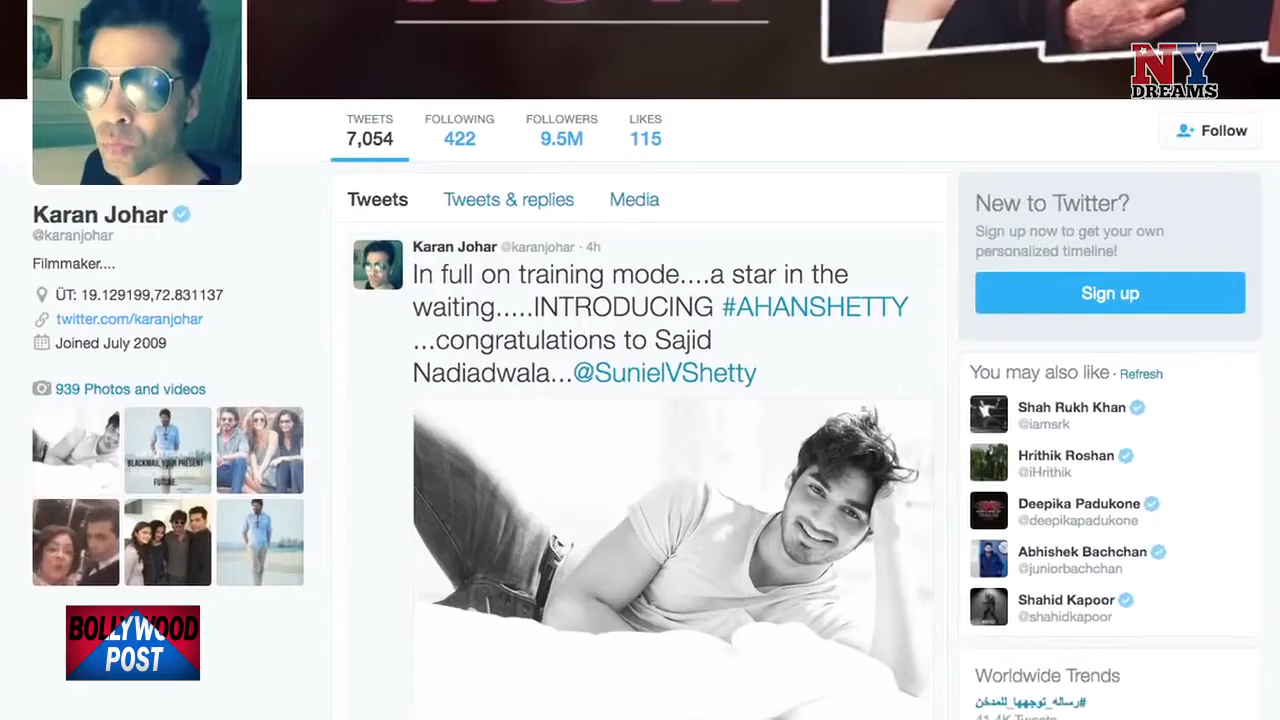 NY
DREAMS
TWEETS
7,054
FOLLOWING
422
FOLLOWERS
9.5M
LIKES
115
Follow
Karan Johar
@karanjohar
Filmmaker....
ÜT: 19.129199,72.831137
twitter.com/karanjohar
Joined July 2009
939 Photos and videos
BLACKMAIL YOUR PRESENT
FUTURE.
BOLLYWOOD
POST
Tweets
Tweets & replies
Media
Karan Johar @karanjohar · 4h
In full on training mode....a star in the
waiting.....INTRODUCING #AHANSHETTY
...congratulations to Sajid
Nadiadwala...@SunielVShetty
New to Twitter?
Sign up now to get your own
personalized timeline!
Sign up
You may also like · Refresh
Shah Rukh Khan
@iamsrk
Hrithik Roshan
@iHrithik
Deepika Padukone
@deepikapadukone
Abhishek Bachchan
@juniorbachchan
Shahid Kapoor
@shahidkapoor
Worldwide Trends
#رساله_توجهها_للمدخن
41.4K Tweets